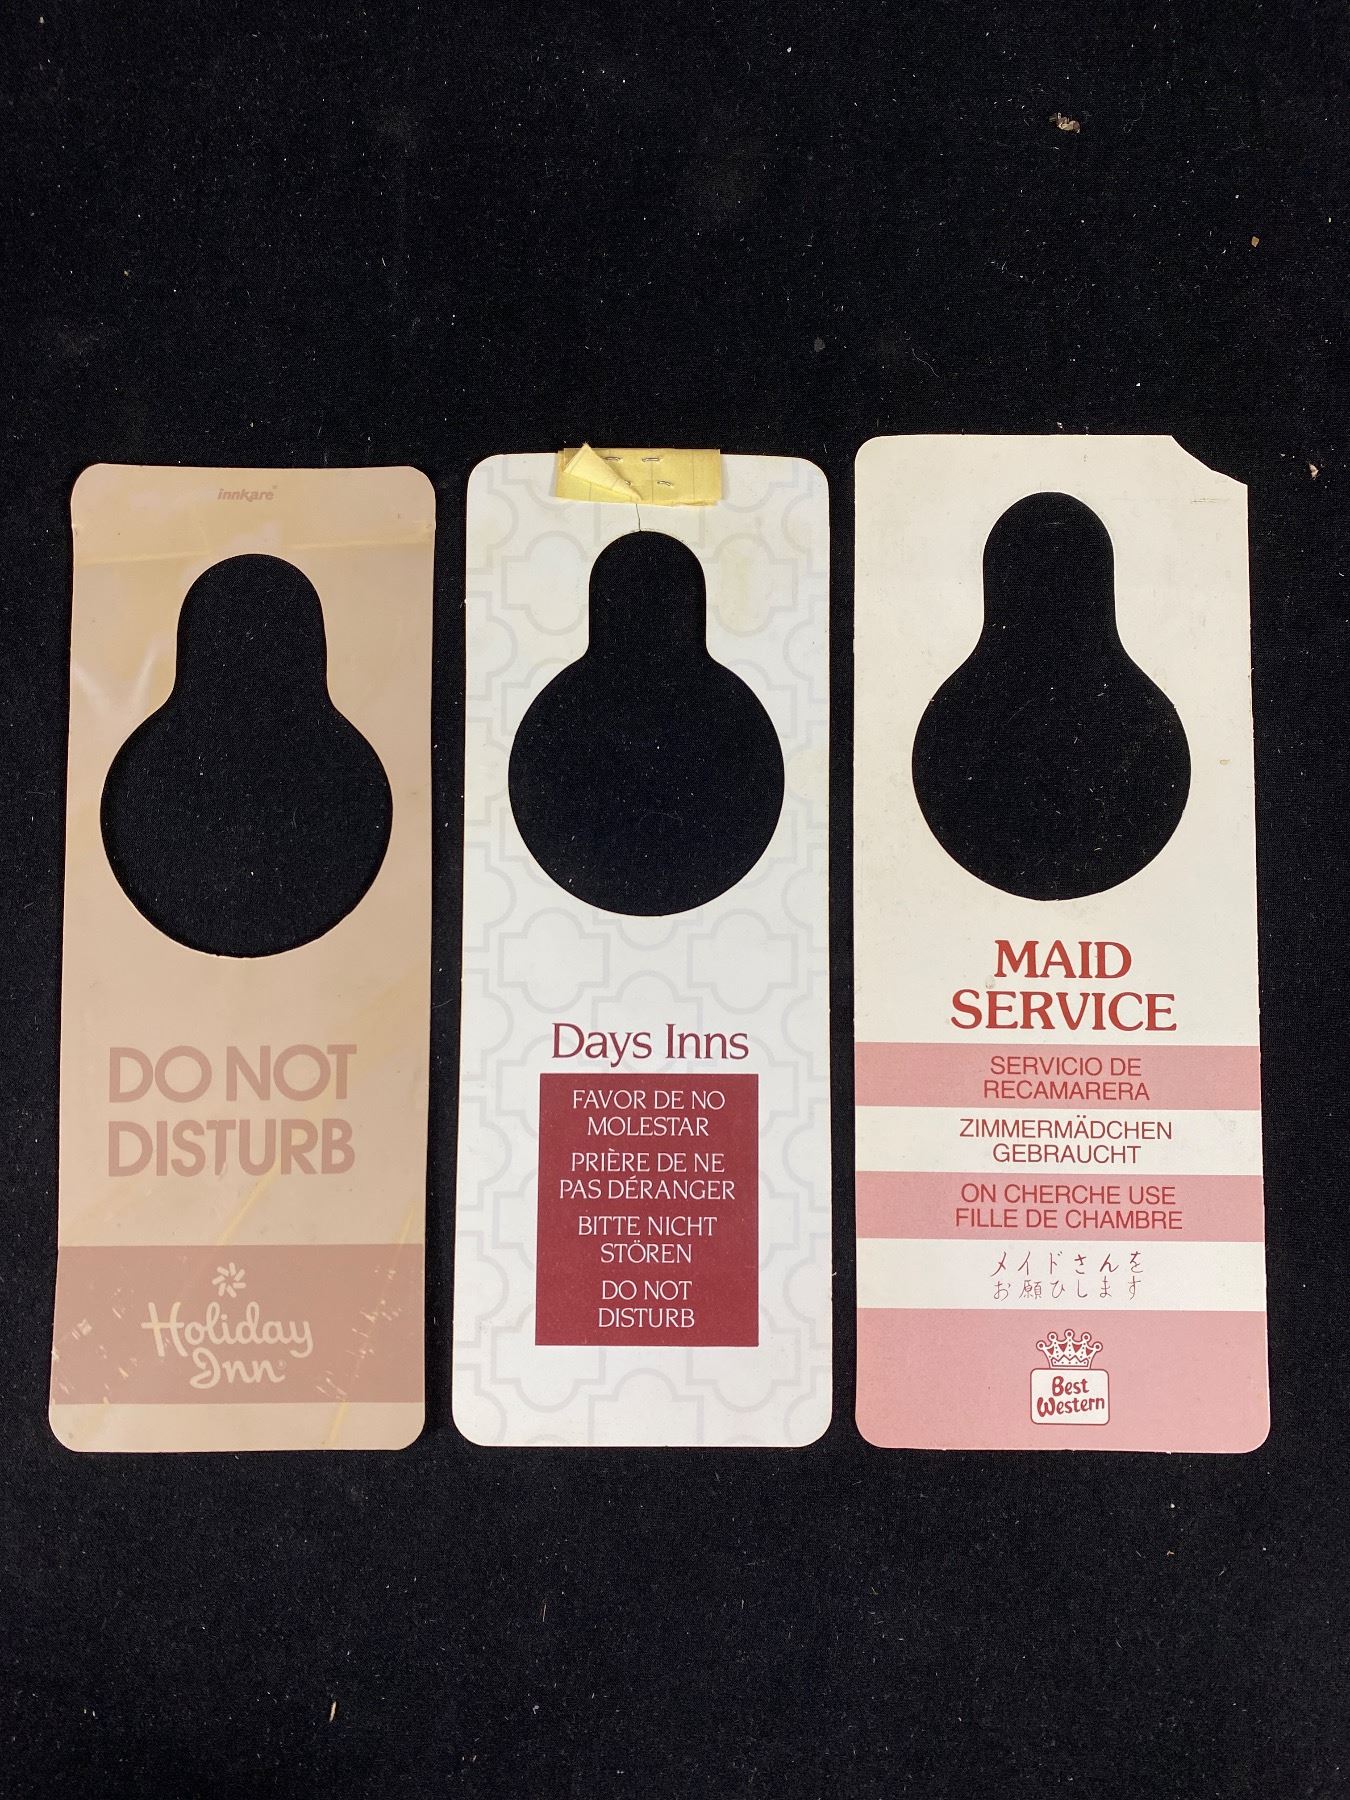 innkare
DO NOT
DISTURB
Holiday
Inn
Days Inns
FAVOR DE NO
MOLESTAR
PRIÈRE DE NE
PAS DÉRANGER
BITTE NICHT
STÖREN
DO NOT
DISTURB
MAID
SERVICE
SERVICIO DE
RECAMARERA
ZIMMERMÄDCHEN
GEBRAUCHT
ON CHERCHE USE
FILLE DE CHAMBRE
メイドさんを
お願ひします
Best
Western